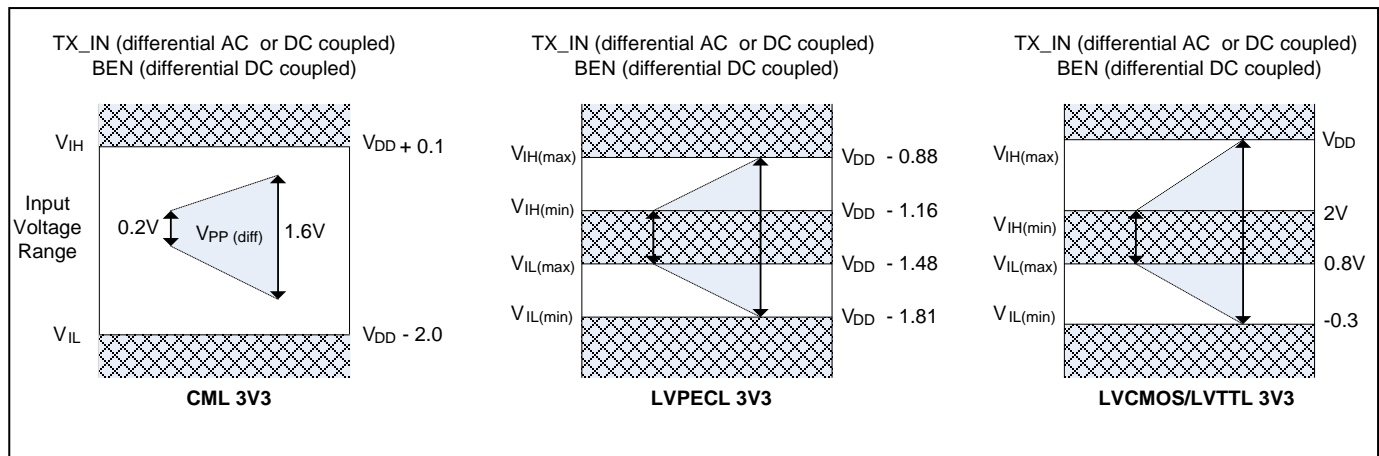 TX_IN (differential AC or DC coupled)
BEN (differential DC coupled)
VIH
VDD + 0.1
Input
Voltage
Range
0.2V
VPP (diff)
1.6V
VIL
VDD - 2.0
CML 3V3
TX_IN (differential AC or DC coupled)
BEN (differential DC coupled)
VIH(max)
VDD - 0.88
VIH(min)
VDD - 1.16
VIL(max)
VDD - 1.48
VIL(min)
VDD - 1.81
LVPECL 3V3
TX_IN (differential AC or DC coupled)
BEN (differential DC coupled)
VIH(max)
VDD
VIH(min)
2V
VIL(max)
0.8V
VIL(min)
-0.3
LVCMOS/LVTTL 3V3